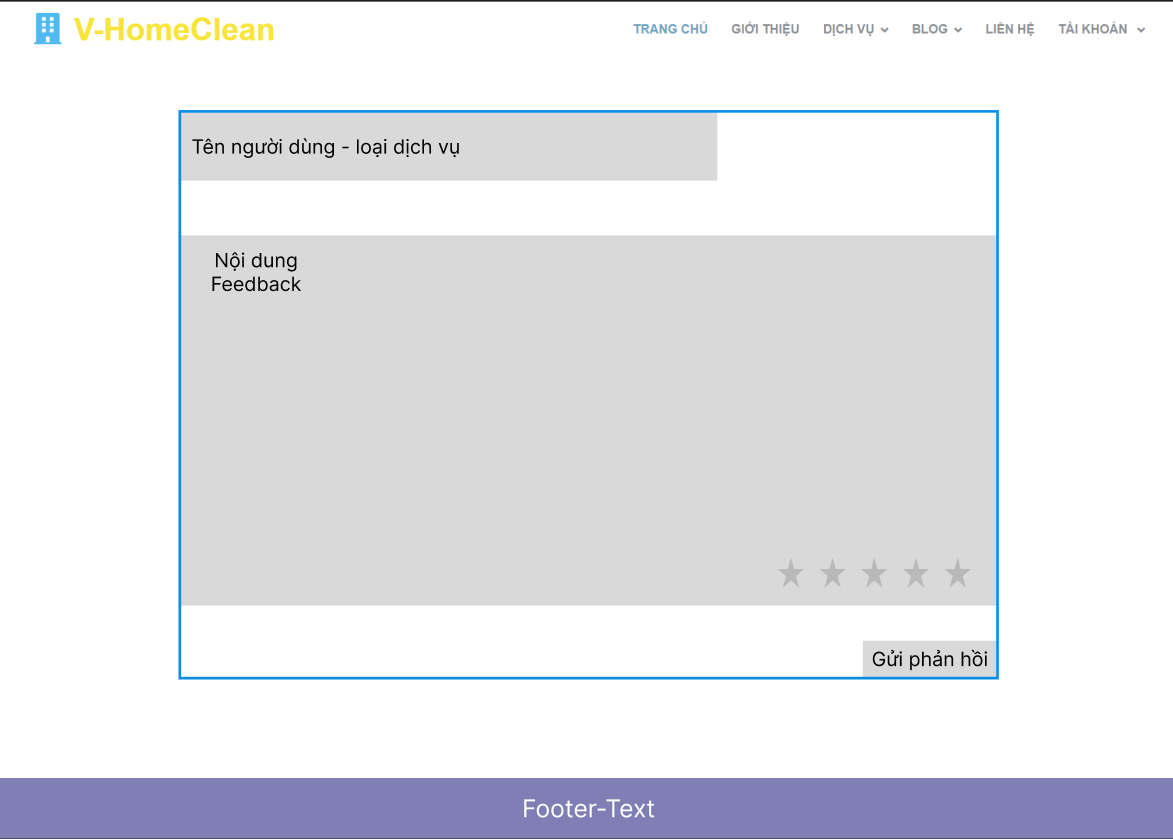 V-HomeClean
TRANG CHỦ GIỚI THIỆU DỊCH VỤ BLOG LIÊN HỆ TÀI KHOẢN
Tên người dùng - loại dịch vụ
Nội dung
Feedback
Gửi phản hồi
Footer-Text